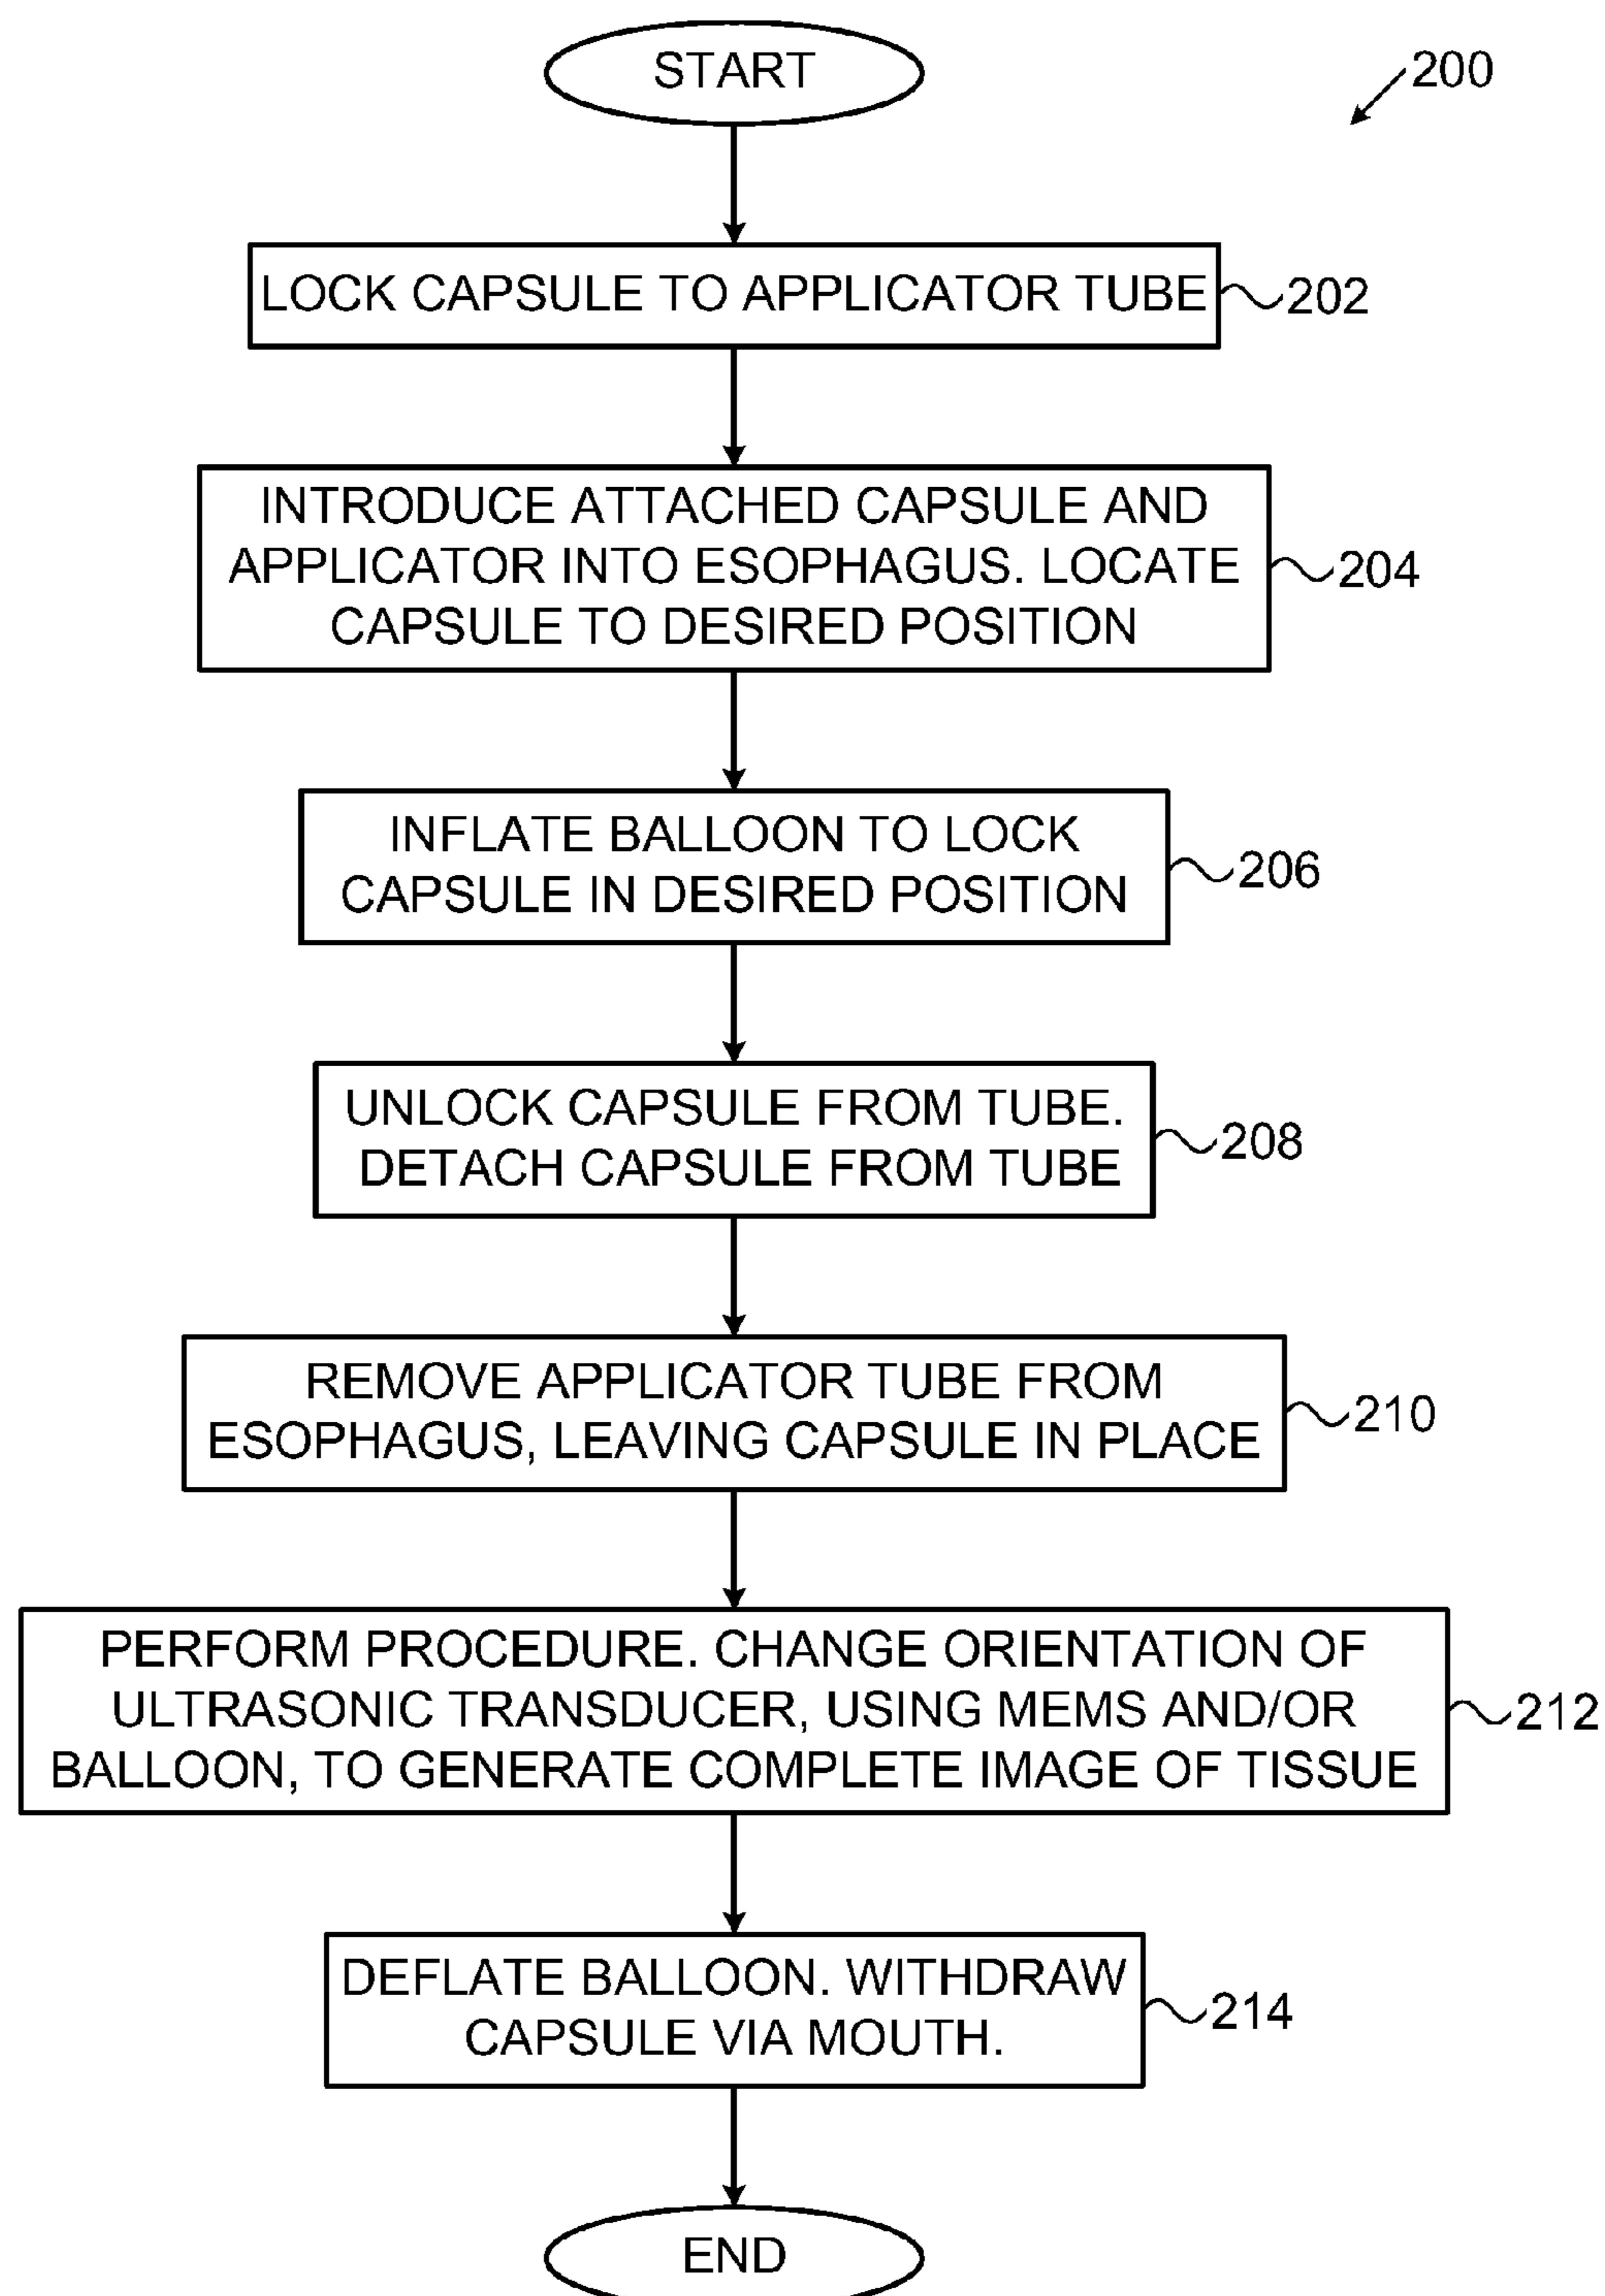 START
200
LOCK CAPSULE TO APPLICATOR TUBE
202
INTRODUCE ATTACHED CAPSULE AND
APPLICATOR INTO ESOPHAGUS. LOCATE
CAPSULE TO DESIRED POSITION
204
INFLATE BALLOON TO LOCK
CAPSULE IN DESIRED POSITION
206
UNLOCK CAPSULE FROM TUBE.
DETACH CAPSULE FROM TUBE
208
REMOVE APPLICATOR TUBE FROM
ESOPHAGUS, LEAVING CAPSULE IN PLACE
210
PERFORM PROCEDURE. CHANGE ORIENTATION OF
ULTRASONIC TRANSDUCER, USING MEMS AND/OR
BALLOON, TO GENERATE COMPLETE IMAGE OF TISSUE
212
DEFLATE BALLOON. WITHDRAW
CAPSULE VIA MOUTH.
214
END